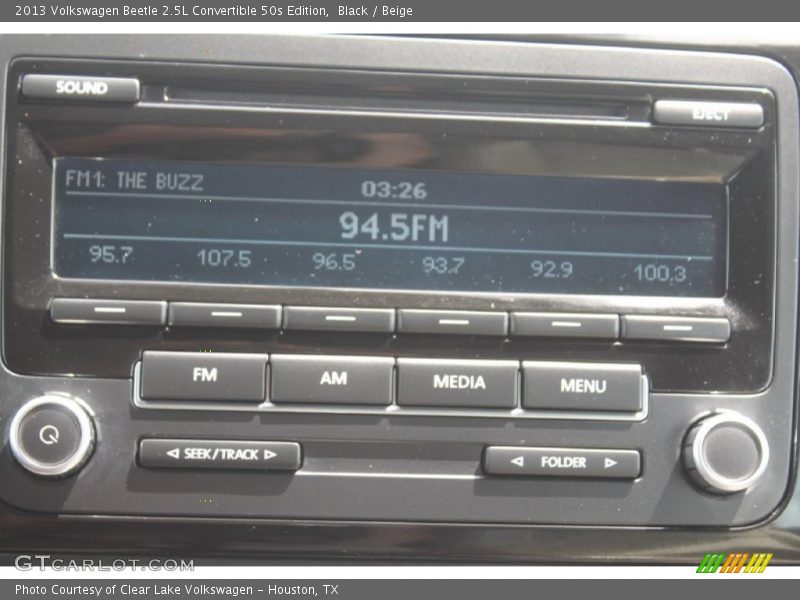 2013 Volkswagen Beetle 2.5L Convertible 50s Edition,  Black / Beige
SOUND
EJECT
FM1: THE BUZZ
03:26
94.5FM
95.7 107.5 96.5 93.7 92.9 100.3
FM AM MEDIA MENU
SEEK/TRACK
FOLDER
GTCARLOT.COM
Photo Courtesy of Clear Lake Volkswagen – Houston, TX